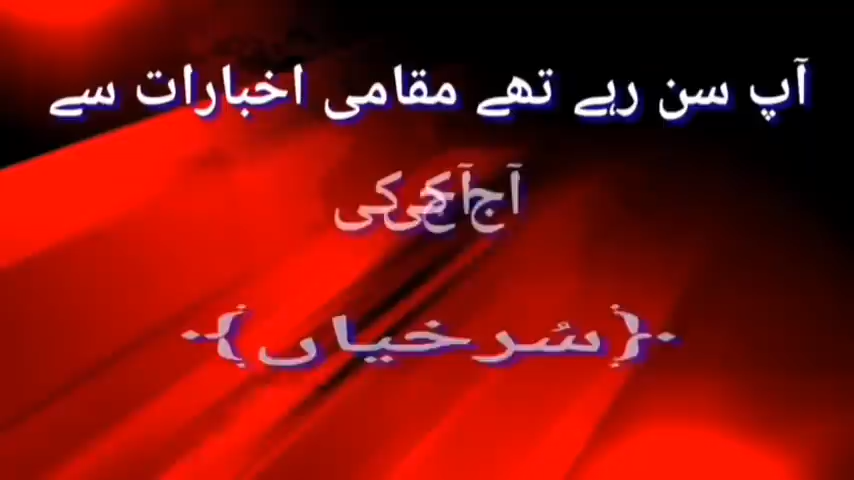 آپ سن رہے تھے مقامی اخبارات سے
آج کی
·{سُرخیاں}·